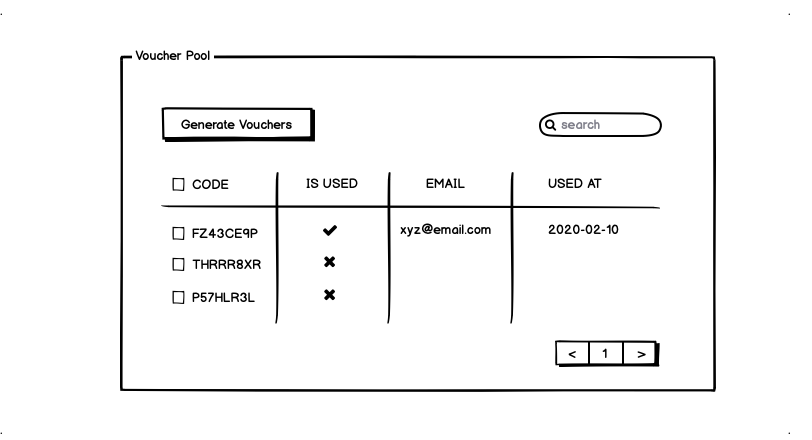 Voucher Pool
Generate Vouchers
search
CODE IS USED EMAIL USED AT
FZ43CE9P xyz@email.com 2020-02-10
THRRR8XR
P57HLR3L
< 1 >